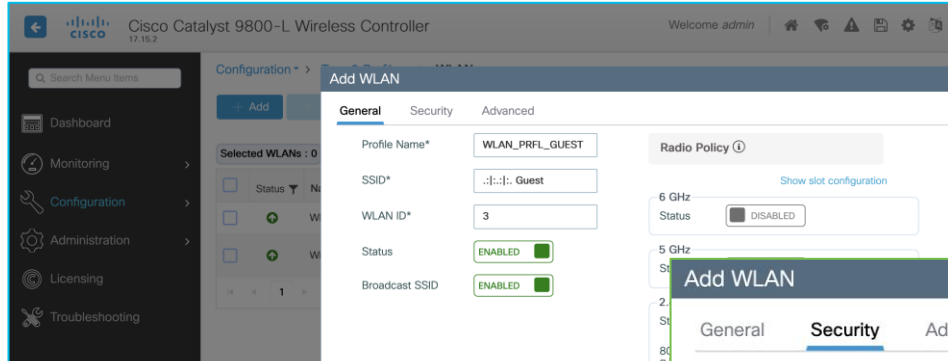 CISCO
Cisco Catalyst 9800-L Wireless Controller
17.15.2
Welcome admin
Search Menu Items
Dashboard
Monitoring
Configuration
Administration
Licensing
Troubleshooting
Configuration >
+ Add
Selected WLANs : 0
Status
1
Add WLAN
General Security Advanced
Profile Name* WLAN_PRFL_GUEST
SSID* .:|:.:|:. Guest
WLAN ID* 3
Status ENABLED
Broadcast SSID ENABLED
Radio Policy
Show slot configuration
6 GHz
Status DISABLED
5 GHz
Add WLAN
General Security Ad